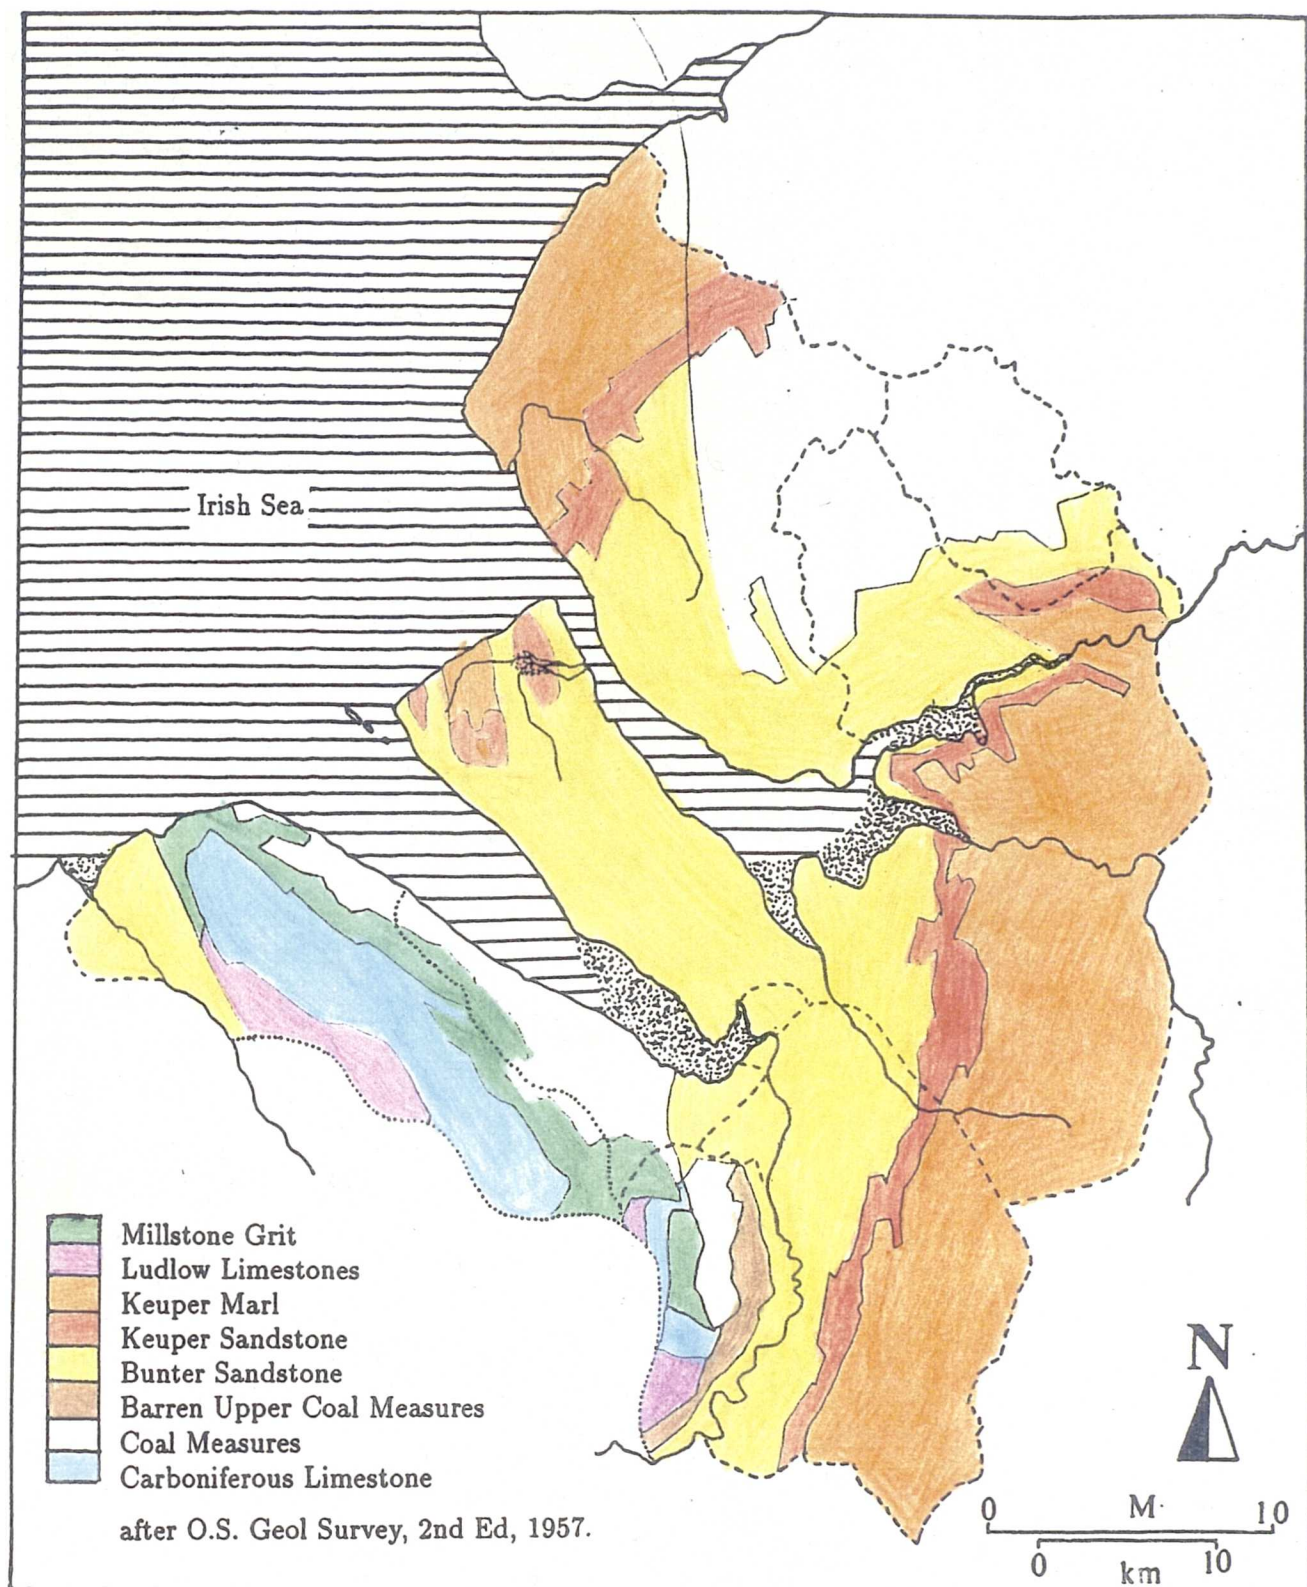 Irish Sea
Millstone Grit
Ludlow Limestones
Keuper Marl
Keuper Sandstone
Bunter Sandstone
Barren Upper Coal Measures
Coal Measures
Carboniferous Limestone
after O.S. Geol Survey, 2nd Ed, 1957.
N
0 M. 10
0 km 10